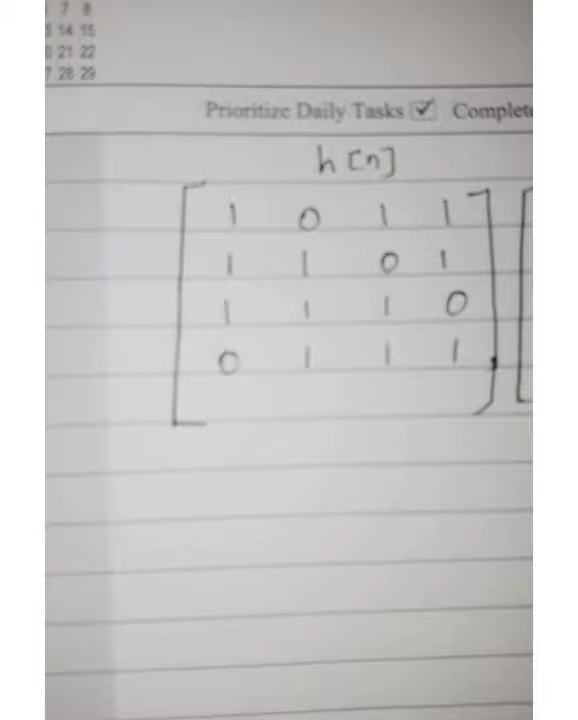 7 8
14 15
21 22
28 29
Prioritize Daily Tasks ✓ Complete
h[n]
1 0 1 1
1 1 0 1
1 1 1 0
0 1 1 1